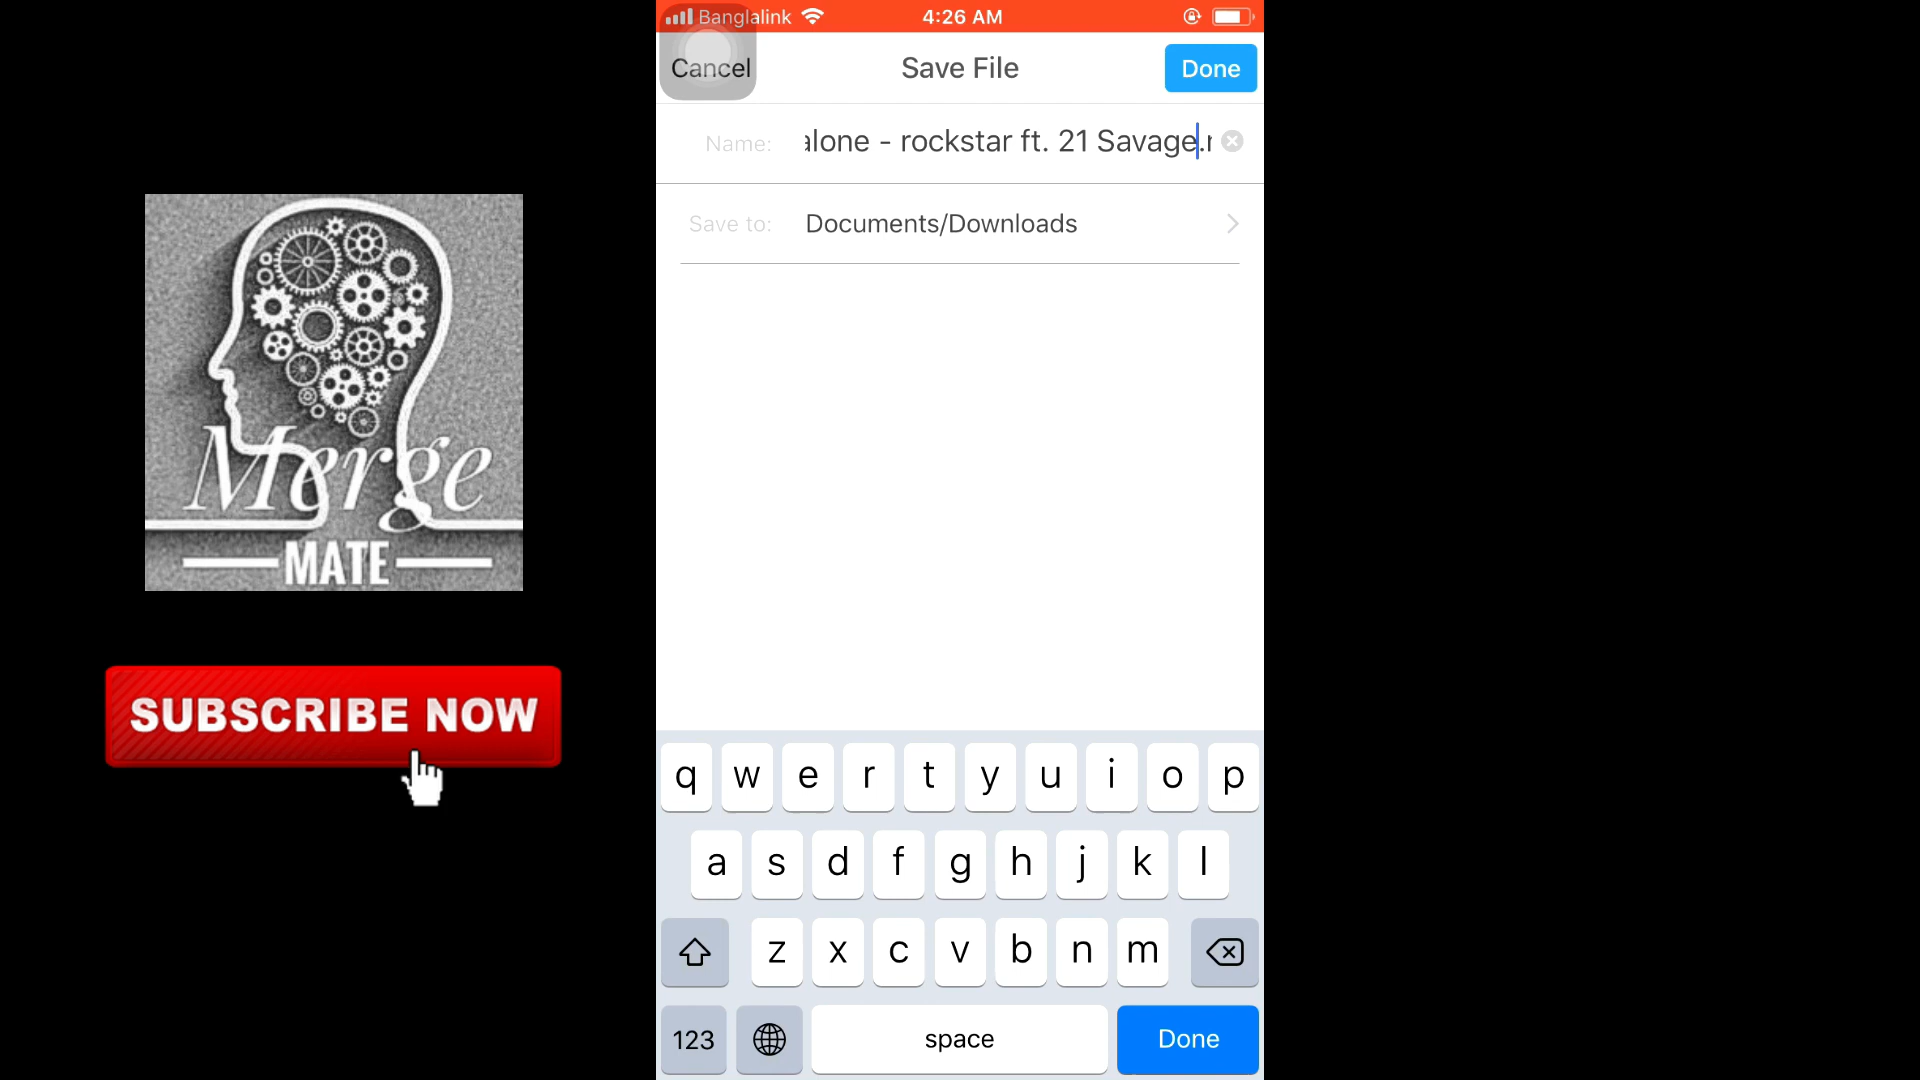 Banglalink 4:26 AM
Cancel Save File Done
Name: alone - rockstar ft. 21 Savage.
Save to: Documents/Downloads
Merge
MATE
SUBSCRIBE NOW
q w e r t y u i o p
a s d f g h j k l
z x c v b n m
123 space Done